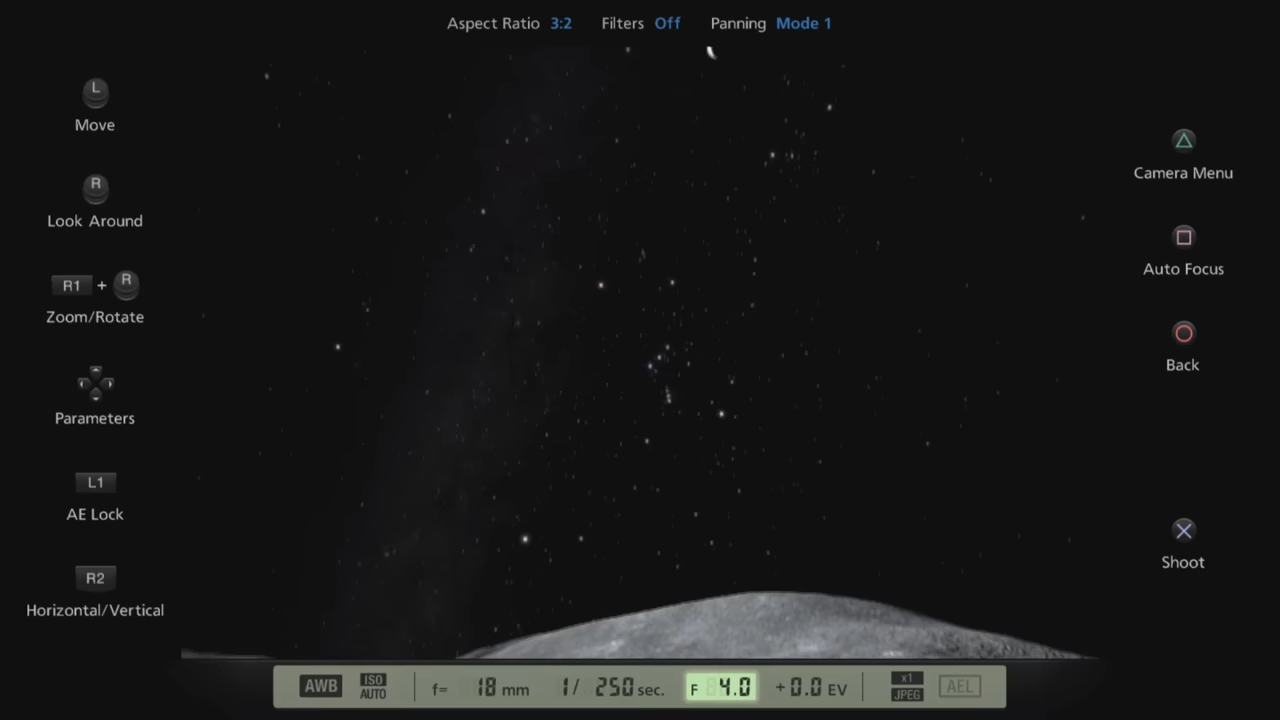 Aspect Ratio 3:2 Filters Off Panning Mode 1
L
Move
R
Look Around
R1 + R
Zoom/Rotate
Parameters
L1
AE Lock
R2
Horizontal/Vertical
Camera Menu
Auto Focus
Back
Shoot
AWB ISO AUTO f= 18 mm 1/ 250 sec. F 4.0 +0.0 EV x1 JPEG AEL